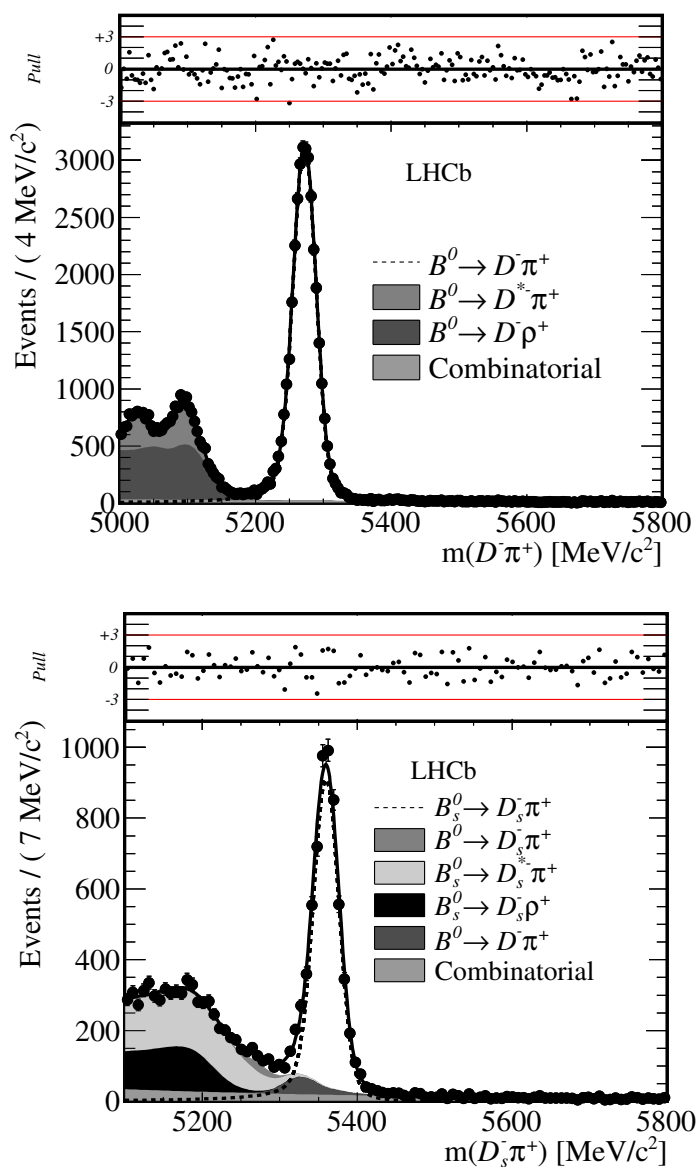 +3
Pull
0
-3
Events / ( 4 MeV/c²)
3000
2500
2000
1500
1000
500
0
LHCb
B⁰→ D⁻π⁺
B⁰→ D*⁻π⁺
B⁰→ D⁻ρ⁺
Combinatorial
5000 5200 5400 5600 5800
m(D⁻π⁺) [MeV/c²]
+3
Pull
0
-3
Events / ( 7 MeV/c²)
1000
800
600
400
200
0
LHCb
B⁰ₛ→ D⁻ₛπ⁺
B⁰→ D⁻ₛπ⁺
B⁰ₛ→ D*⁻ₛπ⁺
B⁰ₛ→ D⁻ₛρ⁺
B⁰→ D⁻π⁺
Combinatorial
5200 5400 5600 5800
m(D⁻ₛπ⁺) [MeV/c²]